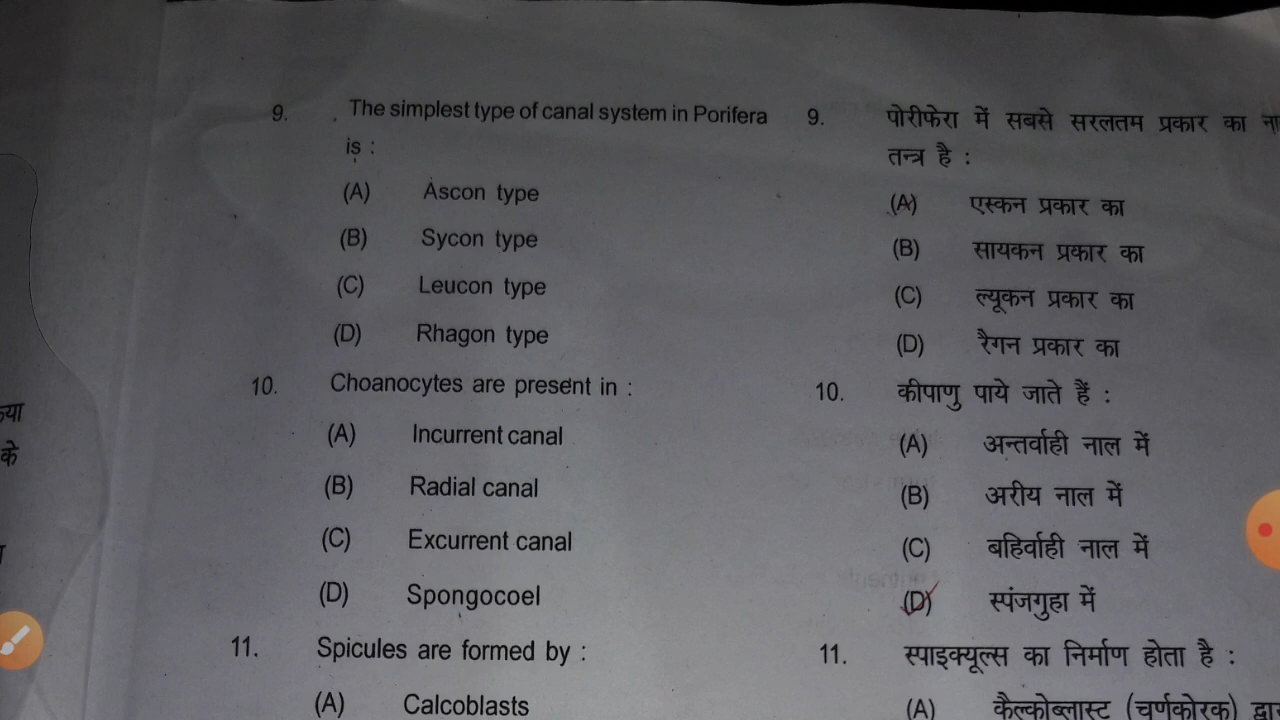 9. The simplest type of canal system in Porifera
is :
(A) Ascon type
(B) Sycon type
(C) Leucon type
(D) Rhagon type
10. Choanocytes are present in :
(A) Incurrent canal
(B) Radial canal
(C) Excurrent canal
(D) Spongocoel
11. Spicules are formed by :
(A) Calcoblasts
9. पोरीफेरा में सबसे सरलतम प्रकार का
तन्त्र है :
(A) एस्कन प्रकार का
(B) सायकन प्रकार का
(C) ल्यूकन प्रकार का
(D) रैगन प्रकार का
10. कीपाणु पाये जाते हैं :
(A) अन्तर्वाही नाल में
(B) अरीय नाल में
(C) बहिर्वाही नाल में
(D) स्पंजगुहा में
11. स्पाइक्यूल्स का निर्माण होता है :
(A) कैल्कोब्लास्ट (चर्णकोरक)
के